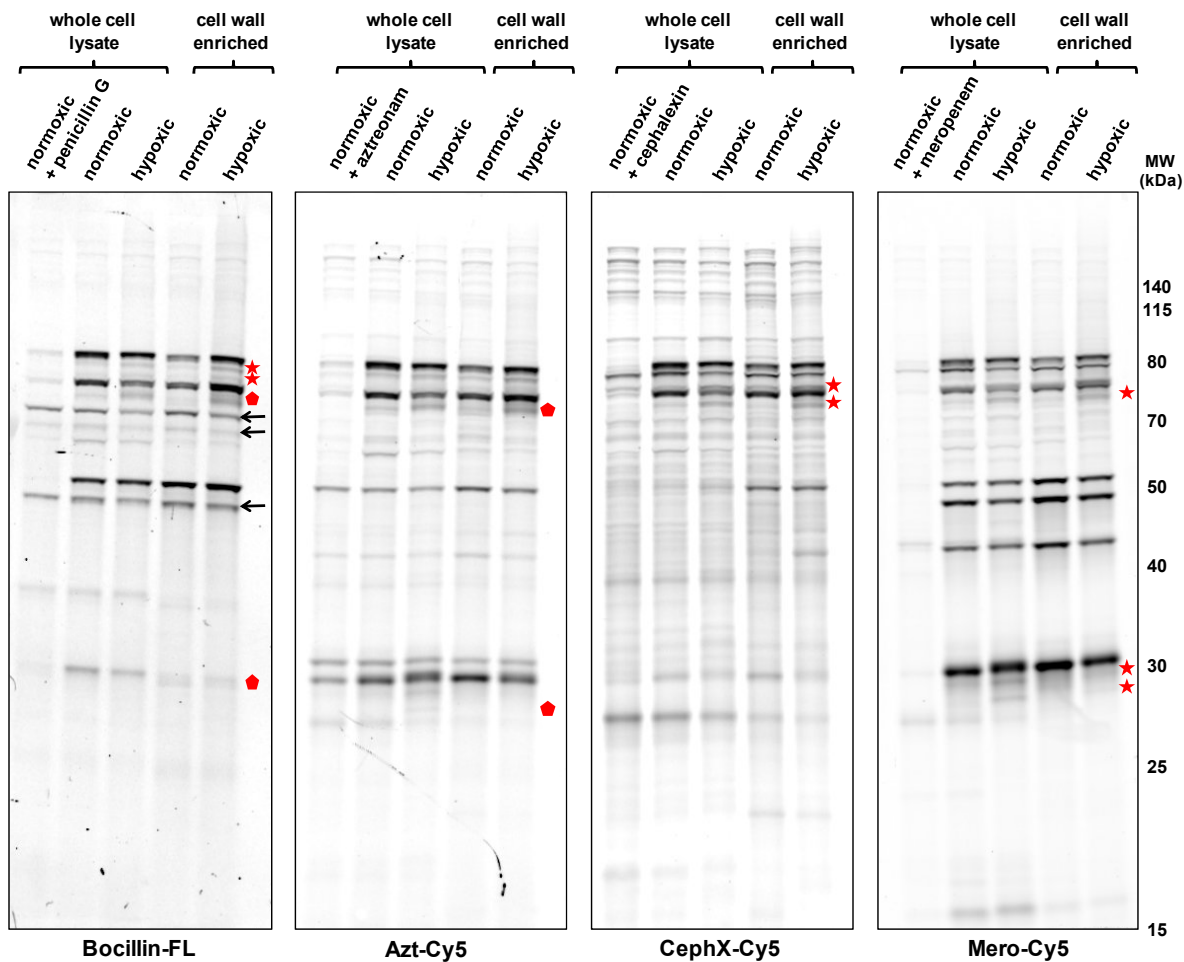 whole cell
lysate
cell wall
enriched
normoxic
+ penicillin G
normoxic
hypoxic
normoxic
hypoxic
whole cell
lysate
cell wall
enriched
normoxic
+ aztreonam
normoxic
hypoxic
normoxic
hypoxic
whole cell
lysate
cell wall
enriched
normoxic
+ cephalexin
normoxic
hypoxic
normoxic
hypoxic
whole cell
lysate
cell wall
enriched
normoxic
+ meropenem
normoxic
hypoxic
normoxic
hypoxic
MW
(kDa)
140
115
80
70
50
40
30
25
15
Bocillin-FL
Azt-Cy5
CephX-Cy5
Mero-Cy5